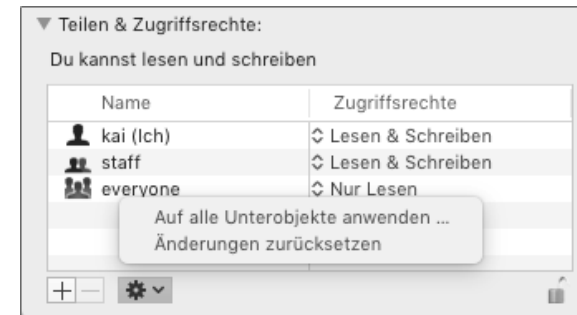 Teilen & Zugriffsrechte:
Du kannst lesen und schreiben
Name Zugriffsrechte
kai (Ich) Lesen & Schreiben
staff Lesen & Schreiben
everyone Nur Lesen
Auf alle Unterobjekte anwenden ...
Änderungen zurücksetzen